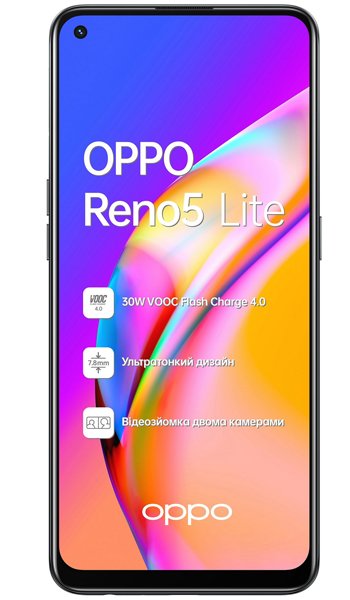 OPPO
Reno5 Lite
VOOC
4.0
30W VOOC Flash Charge 4.0
7.8mm
Ультратонкий дизайн
Відеозйомка двома камерами
oppo